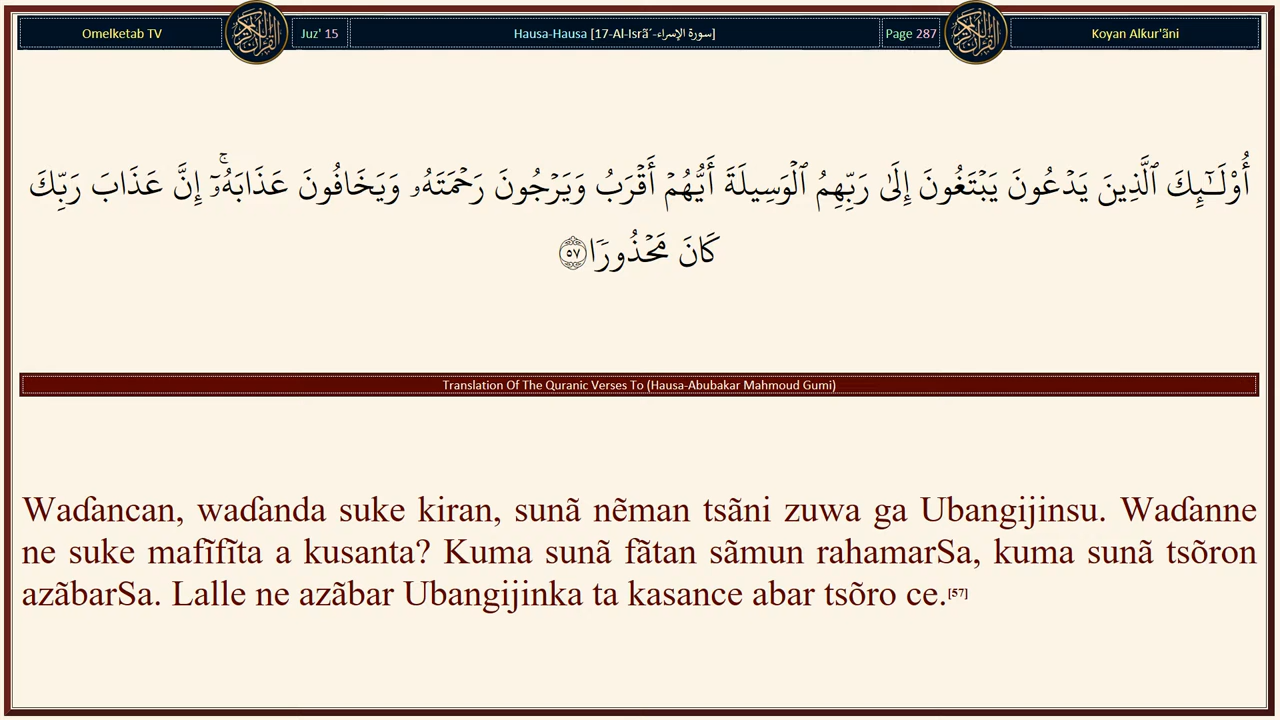 Omelketab TV
Juz' 15
Hausa-Hausa [17-Al-Isrã´-سورة الإسراء]
Page 287
Koyan Alƙur'ãni
أُو۟لَـٰٓئِكَ ٱلَّذِينَ يَدْعُونَ يَبْتَغُونَ إِلَىٰ رَبِّهِمُ ٱلْوَسِيلَةَ أَيُّهُمْ أَقْرَبُ وَيَرْجُونَ رَحْمَتَهُۥ وَيَخَافُونَ عَذَابَهُۥٓ ۚ إِنَّ عَذَابَ رَبِّكَ
كَانَ مَحْذُورًا ٥٧
Translation Of The Quranic Verses To (Hausa-Abubakar Mahmoud Gumi)
Waɗancan, waɗanda suke kiran, sunã nẽman tsãni zuwa ga Ubangijinsu. Waɗanne
ne suke mafĩfĩta a kusanta? Kuma sunã fãtan sãmun rahamarSa, kuma sunã tsõron
azãbarSa. Lalle ne azãbar Ubangijinka ta kasance abar tsõro ce.[57]